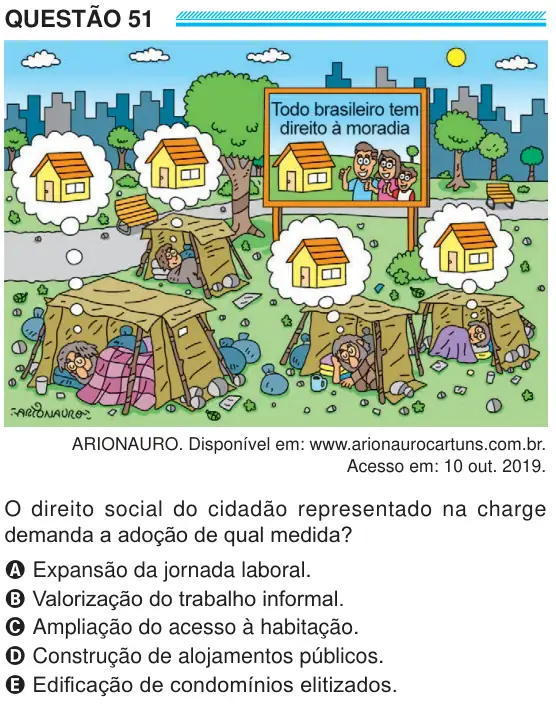 QUESTÃO 51
Todo brasileiro tem
direito à moradia
ARIONAURO
ARIONAURO. Disponível em: www.arionaurocartuns.com.br.
Acesso em: 10 out. 2019.
O direito social do cidadão representado na charge
demanda a adoção de qual medida?
A Expansão da jornada laboral.
B Valorização do trabalho informal.
C Ampliação do acesso à habitação.
D Construção de alojamentos públicos.
E Edificação de condomínios elitizados.